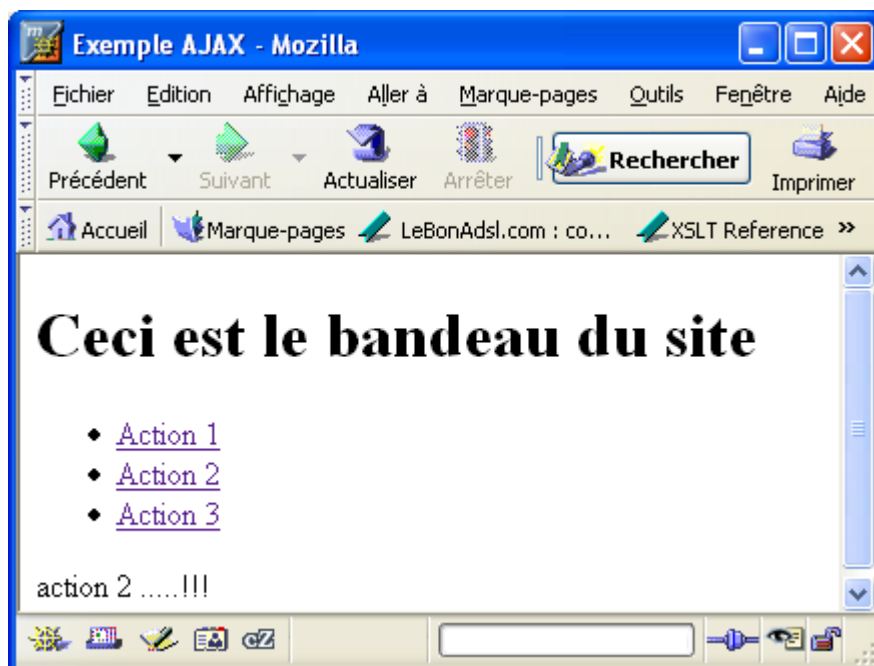 Exemple AJAX - Mozilla
Fichier Edition Affichage Aller à Marque-pages Outils Fenêtre Aide
Précédent Suivant Actualiser Arrêter Rechercher Imprimer
Accueil Marque-pages LeBonAdsl.com : co... XSLT Reference »
Ceci est le bandeau du site
• Action 1
• Action 2
• Action 3
action 2 .....!!!